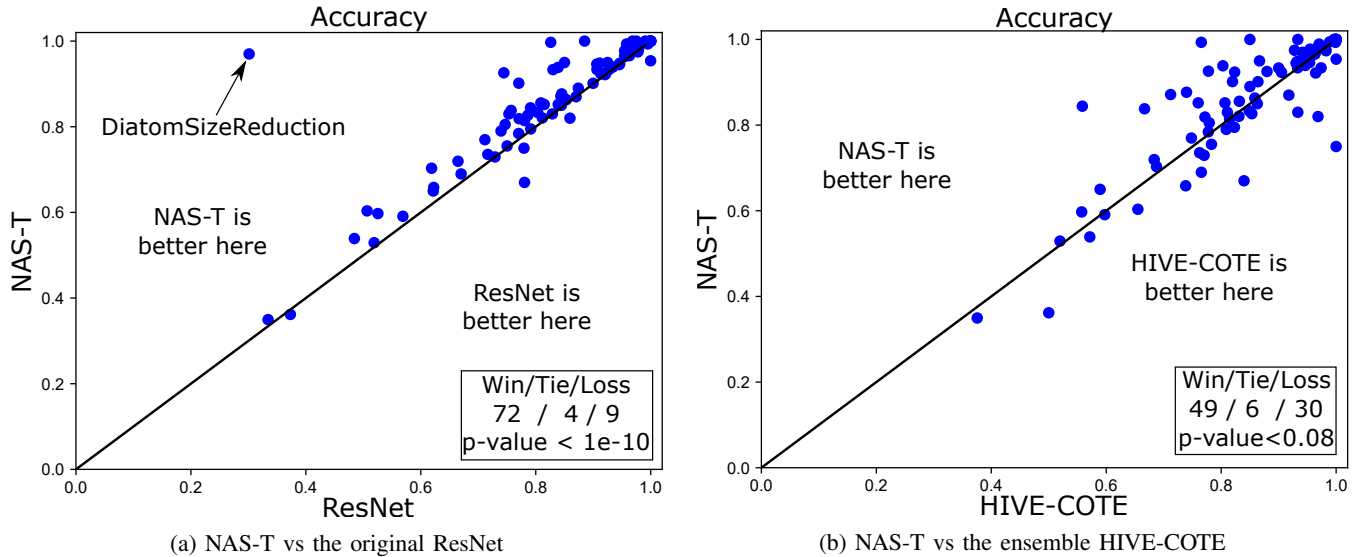 Accuracy
1.0
0.8
0.6
0.4
0.2
0.0
NAS-T
DiatomSizeReduction
NAS-T is
better here
ResNet is
better here
Win/Tie/Loss
72 / 4 / 9
p-value < 1e-10
0.0 0.2 0.4 0.6 0.8 1.0
ResNet
(a) NAS-T vs the original ResNet
Accuracy
1.0
0.8
0.6
0.4
0.2
0.0
NAS-T
NAS-T is
better here
HIVE-COTE is
better here
Win/Tie/Loss
49 / 6 / 30
p-value<0.08
0.0 0.2 0.4 0.6 0.8 1.0
HIVE-COTE
(b) NAS-T vs the ensemble HIVE-COTE